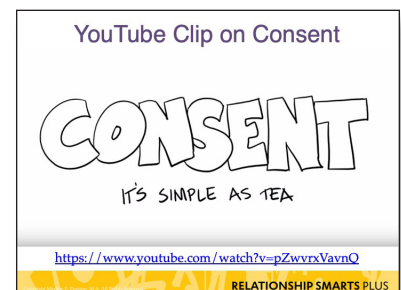 YouTube Clip on Consent
CONSENT
IT'S SIMPLE AS TEA
https://www.youtube.com/watch?v=pZwvrxVavnQ
RELATIONSHIP SMARTS PLUS